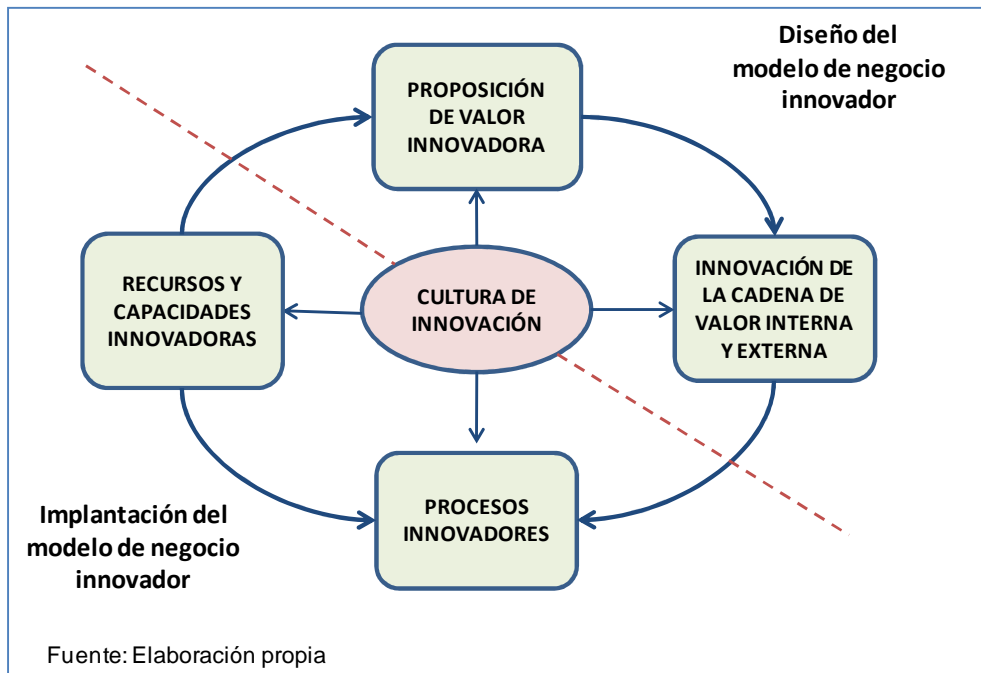 Diseño del
modelo de negocio
innovador
PROPOSICIÓN
DE VALOR
INNOVADORA
RECURSOS Y
CAPACIDADES
INNOVADORAS
CULTURA DE
INNOVACIÓN
INNOVACIÓN DE
LA CADENA DE
VALOR INTERNA
Y EXTERNA
PROCESOS
INNOVADORES
Implantación del
modelo de negocio
innovador
Fuente: Elaboración propia